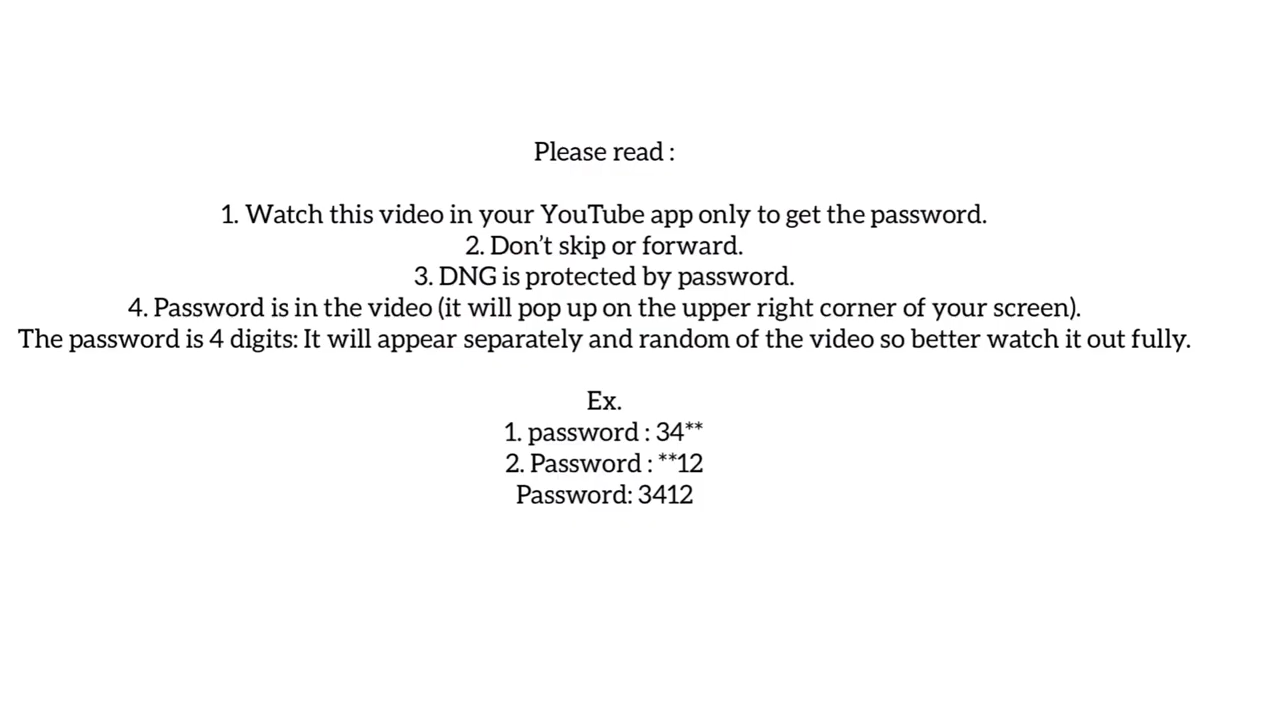 Please read :
1. Watch this video in your YouTube app only to get the password.
2. Don’t skip or forward.
3. DNG is protected by password.
4. Password is in the video (it will pop up on the upper right corner of your screen).
The password is 4 digits: It will appear separately and random of the video so better watch it out fully.
Ex.
1. password : 34**
2. Password : **12
Password: 3412